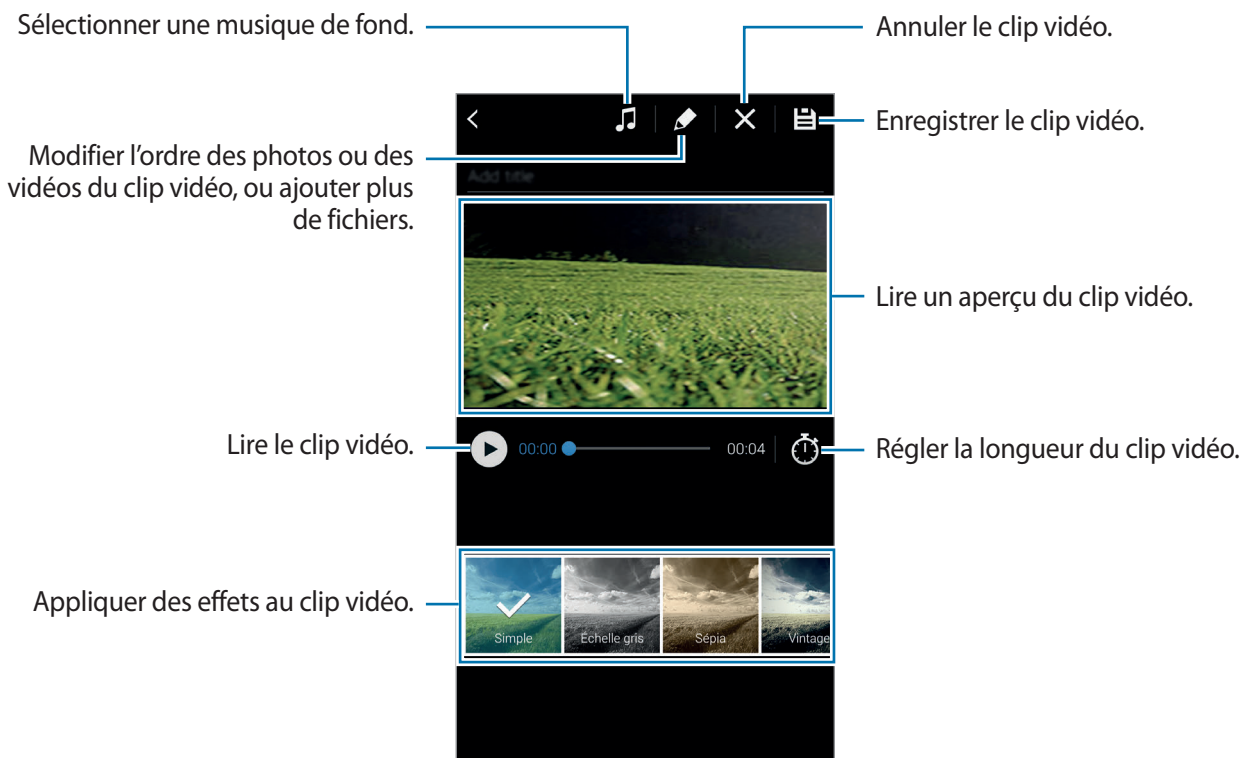 Sélectionner une musique de fond.
Annuler le clip vidéo.
Enregistrer le clip vidéo.
Modifier l’ordre des photos ou des
vidéos du clip vidéo, ou ajouter plus
de fichiers.
Add title
Lire un aperçu du clip vidéo.
Lire le clip vidéo.
00:00
00:04
Régler la longueur du clip vidéo.
Appliquer des effets au clip vidéo.
Simple
Échelle gris
Sépia
Vintage